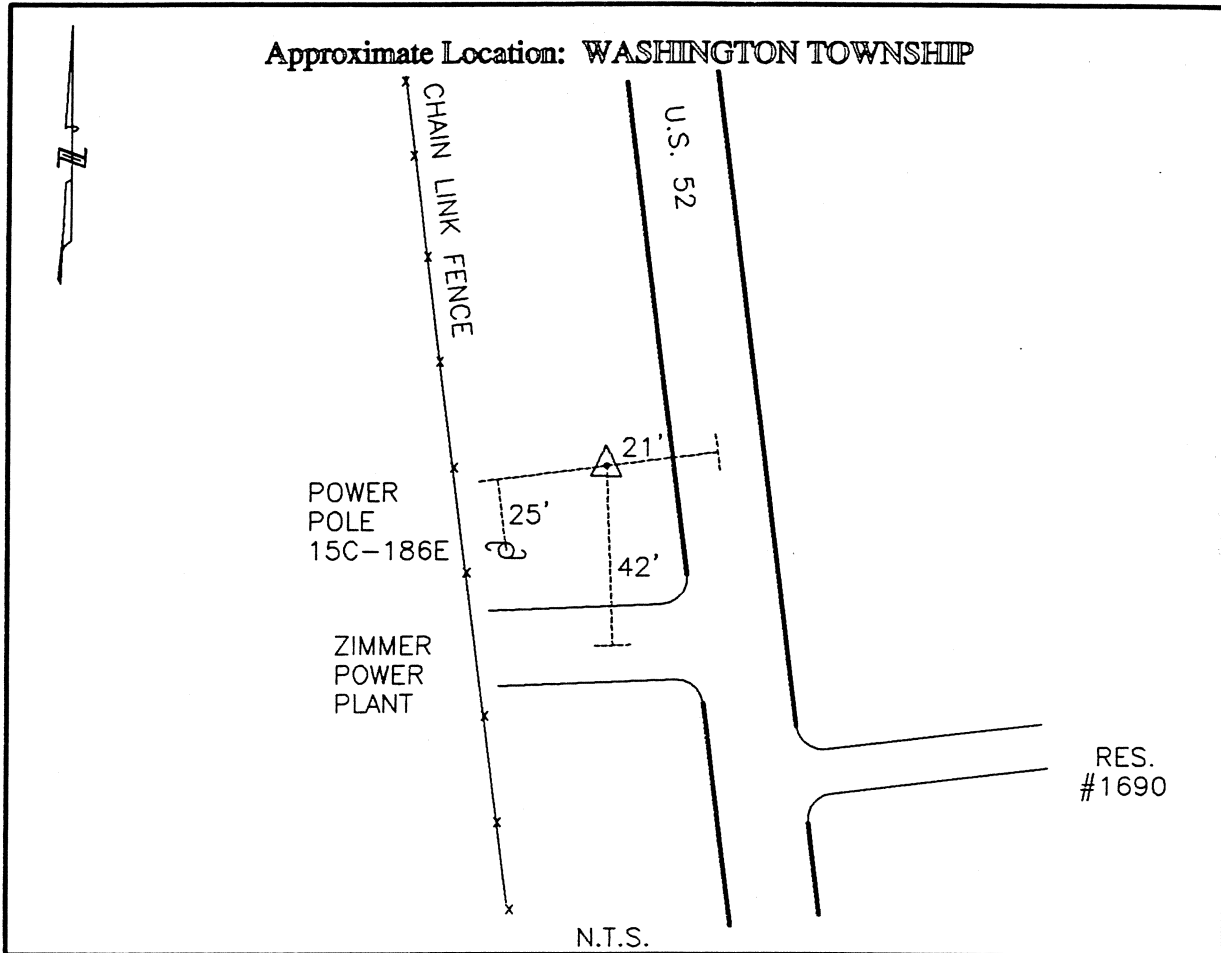 Approximate Location: WASHINGTON TOWNSHIP
N
CHAIN LINK FENCE
U.S. 52
21'
25'
42'
POWER
POLE
15C-186E
ZIMMER
POWER
PLANT
RES.
#1690
N.T.S.